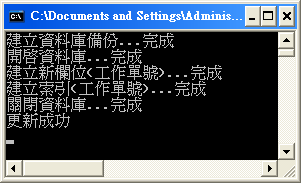 C:\Documents and Settings\Adminis...
建立資料庫備份...完成
開啓資料庫...完成
建立新欄位(工作單號)...完成
建立索引(工作單號)...完成
關閉資料庫...完成
更新成功